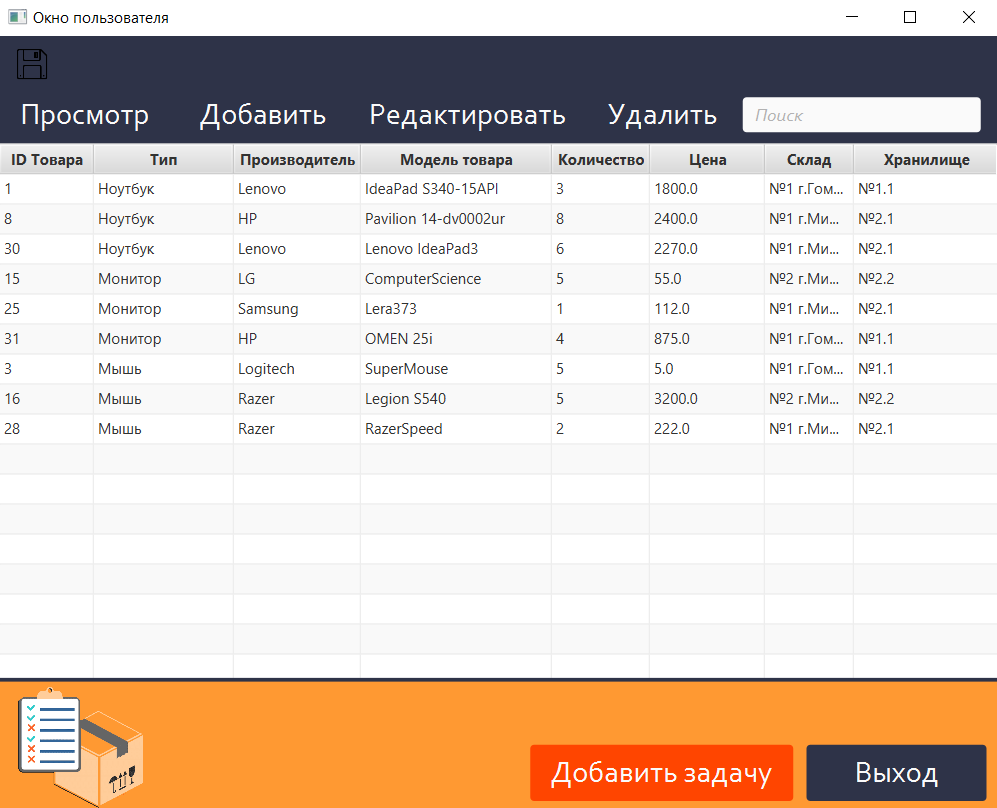 Окно пользователя
Просмотр Добавить Редактировать Удалить Поиск
ID Товара Тип Производитель Модель товара Количество Цена Склад Хранилище
1 Ноутбук Lenovo IdeaPad S340-15API 3 1800.0 №1 г.Гом... №1.1
8 Ноутбук HP Pavilion 14-dv0002ur 8 2400.0 №1 г.Ми... №2.1
30 Ноутбук Lenovo Lenovo IdeaPad3 6 2270.0 №1 г.Ми... №2.1
15 Монитор LG ComputerScience 5 55.0 №2 г.Ми... №2.2
25 Монитор Samsung Lera373 1 112.0 №1 г.Ми... №2.1
31 Монитор HP OMEN 25i 4 875.0 №1 г.Гом... №1.1
3 Мышь Logitech SuperMouse 5 5.0 №1 г.Гом... №1.1
16 Мышь Razer Legion S540 5 3200.0 №2 г.Ми... №2.2
28 Мышь Razer RazerSpeed 2 222.0 №1 г.Ми... №2.1
Добавить задачу Выход